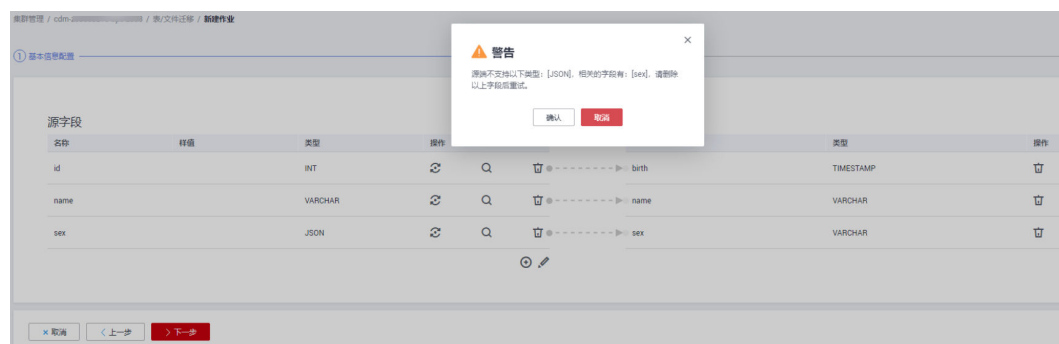 集群管理 / cdm- / 表/文件迁移 / 新建作业
1 基本信息配置
警告
源端不支持以下类型: [JSON], 相关的字段有: [sex], 请删除
以上字段后重试。
确认 取消
源字段
名称 样值 类型 操作 类型 操作
id INT birth TIMESTAMP
name VARCHAR name VARCHAR
sex JSON sex VARCHAR
× 取消 < 上一步 > 下一步